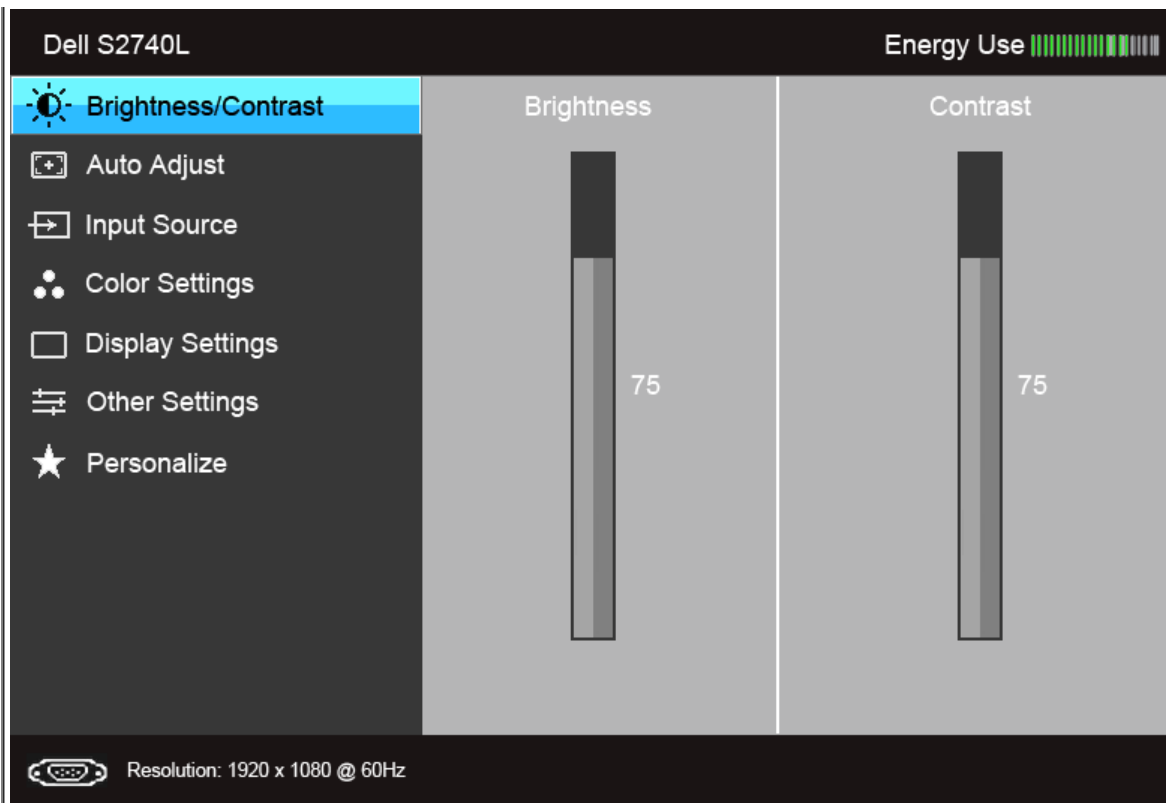 Dell S2740L
Energy Use
Brightness/Contrast
Auto Adjust
Input Source
Color Settings
Display Settings
Other Settings
Personalize
Brightness
75
Contrast
75
Resolution: 1920 x 1080 @ 60Hz